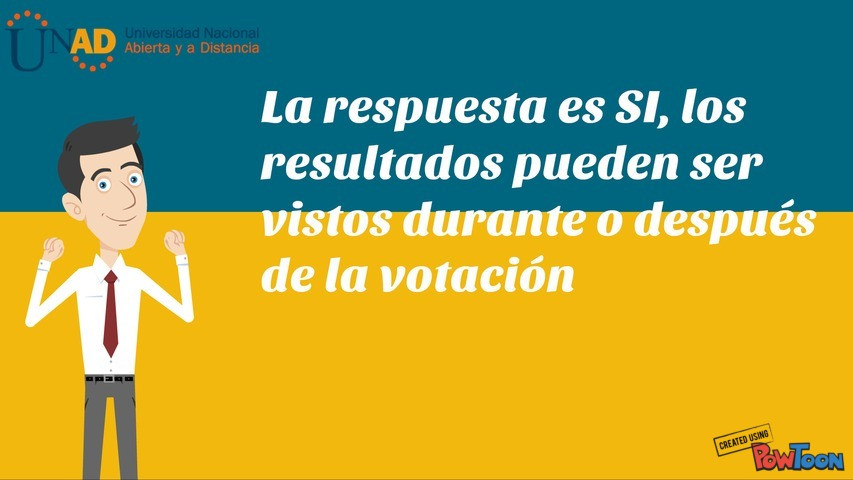 UNAD
Universidad Nacional
Abierta y a Distancia
La respuesta es SI, los
resultados pueden ser
vistos durante o después
de la votación
CREATED USING
POWTOON